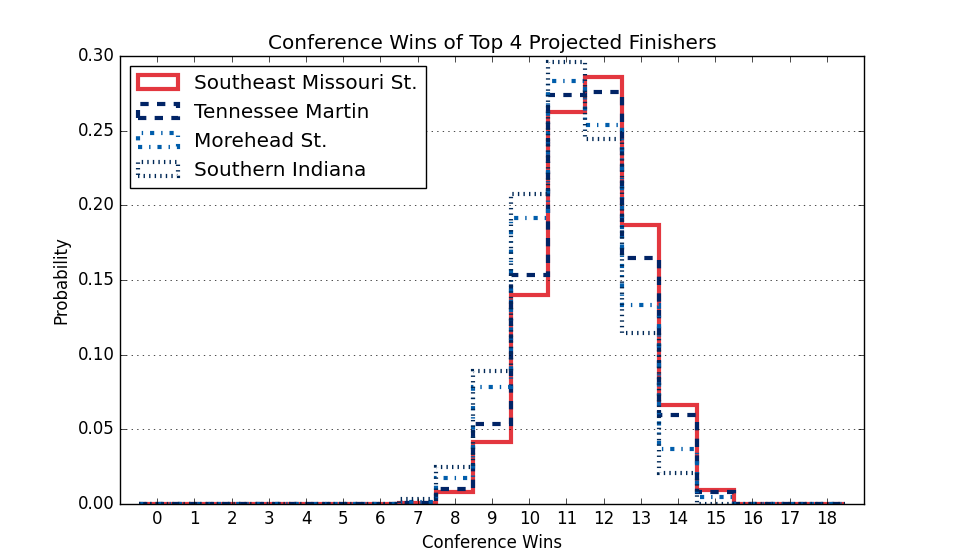 Conference Wins of Top 4 Projected Finishers
0.30
Southeast Missouri St.
Tennessee Martin
Morehead St.
Southern Indiana
0.25
0.20
0.15
0.10
0.05
0.00
Probability
0 1 2 3 4 5 6 7 8 9 10 11 12 13 14 15 16 17 18
Conference Wins